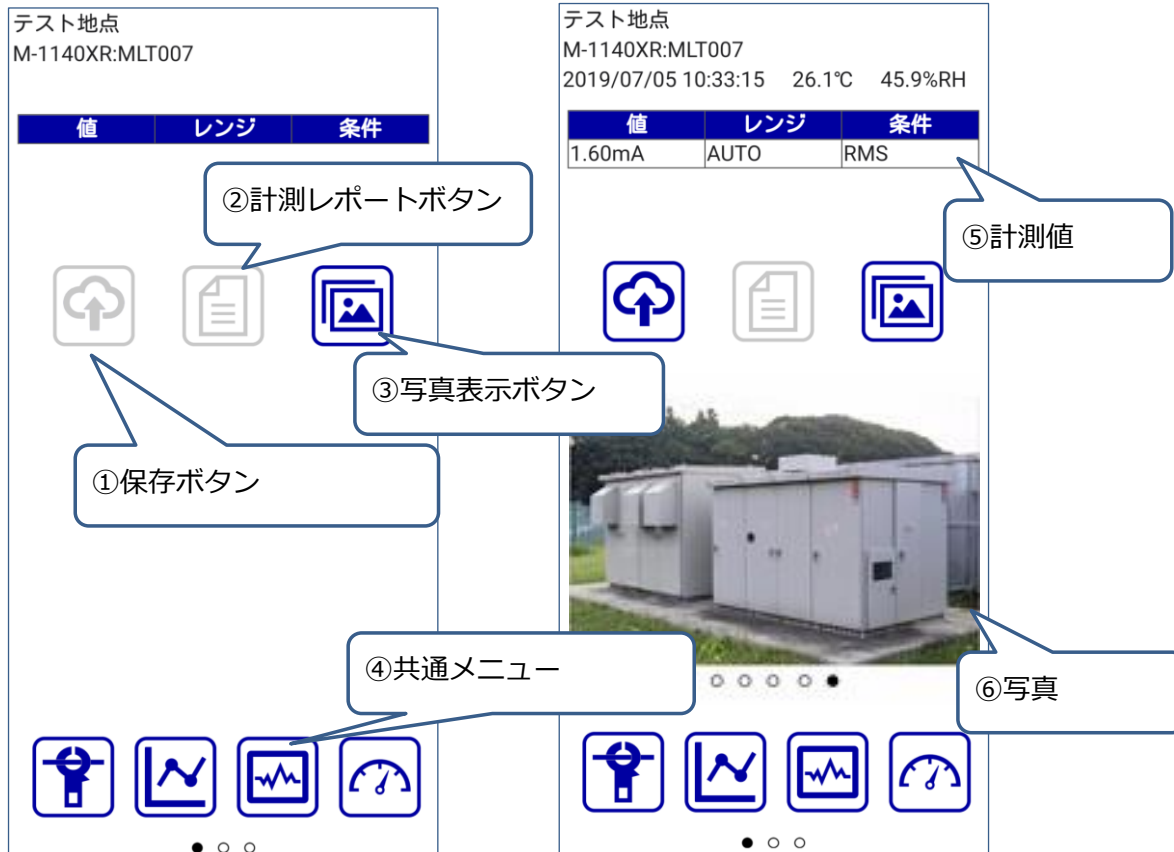 テスト地点
M-1140XR:MLT007
値 レンジ 条件
②計測レポートボタン
③写真表示ボタン
①保存ボタン
④共通メニュー
テスト地点
M-1140XR:MLT007
2019/07/05 10:33:15 26.1℃ 45.9%RH
値 レンジ 条件
1.60mA AUTO RMS
⑤計測値
⑥写真